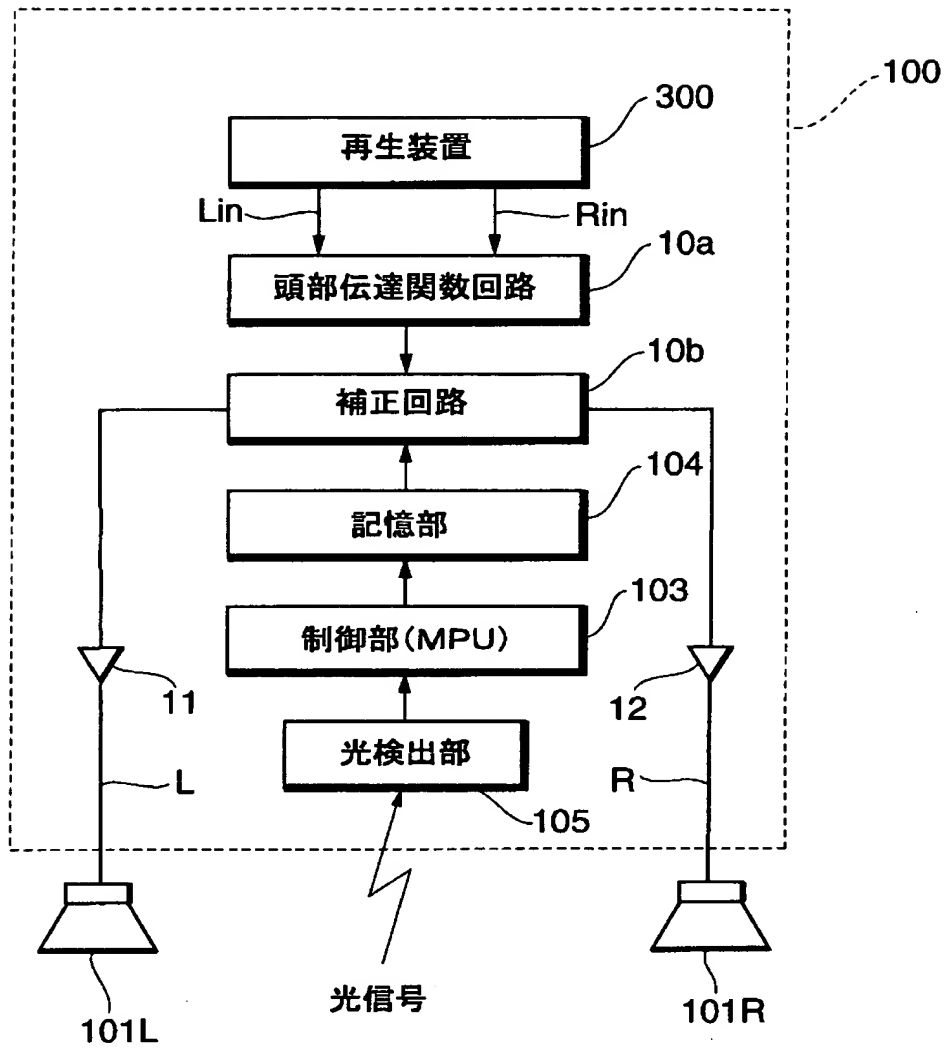 100
300
再生装置
Lin
Rin
10a
頭部伝達関数回路
10b
補正回路
104
記憶部
103
制御部(MPU)
11
12
光検出部
L
R
105
光信号
101L
101R